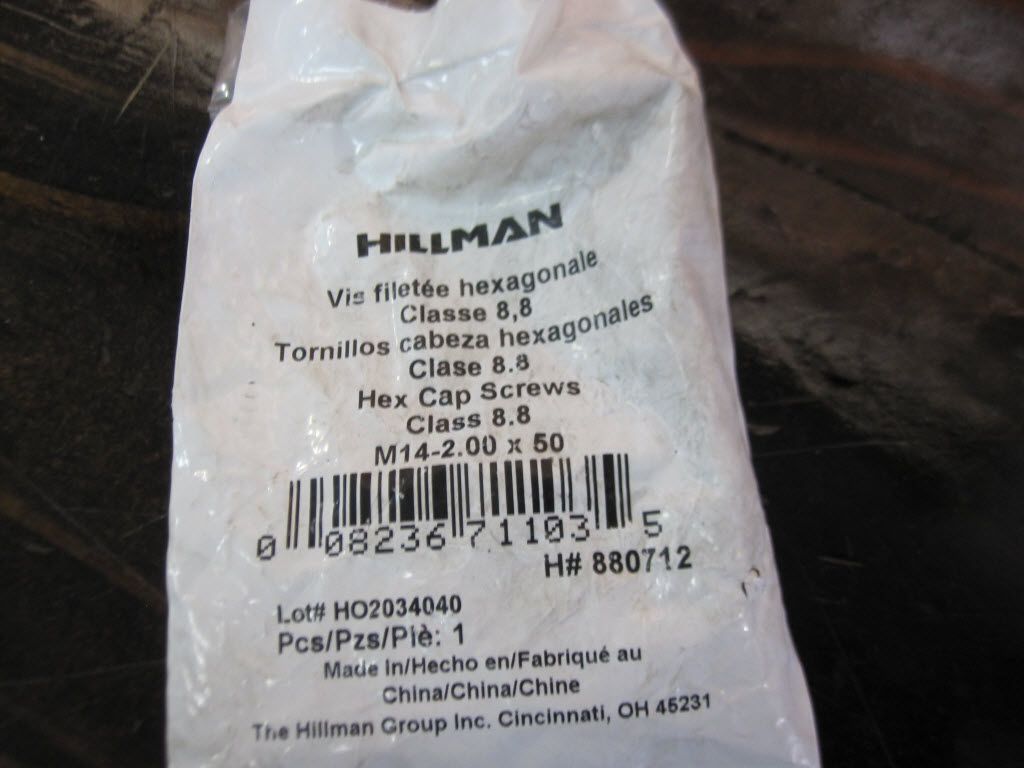 HILLMAN
Vis filetée hexagonale
Classe 8,8
Tornillos cabeza hexagonales
Clase 8.8
Hex Cap Screws
Class 8.8
M14-2.00 x 50
0 08236 71103 5
H# 880712
Lot# HO2034040
Pcs/Pzs/Piè: 1
Made in/Hecho en/Fabriqué au
China/China/Chine
The Hillman Group Inc. Cincinnati, OH 45231